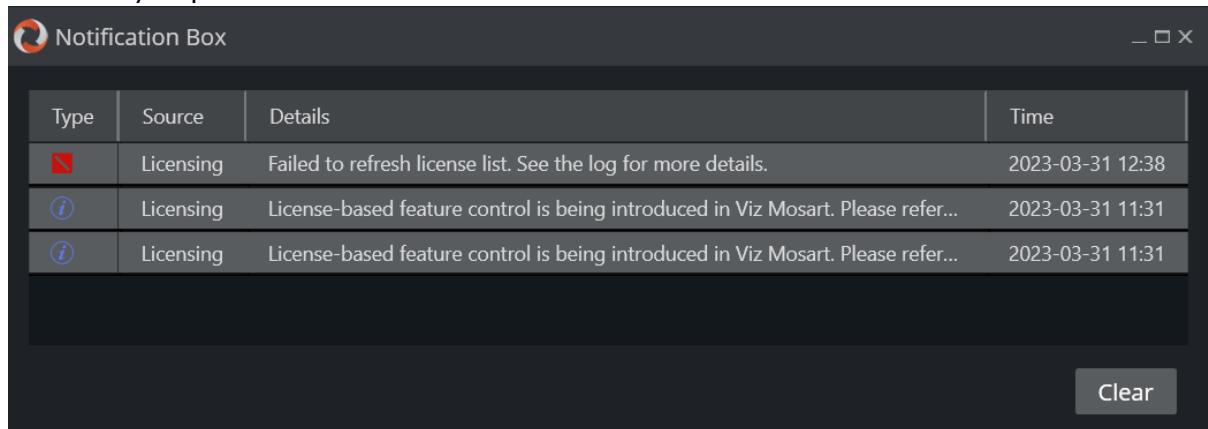 Notification Box
Type Source Details Time
Licensing Failed to refresh license list. See the log for more details. 2023-03-31 12:38
Licensing License-based feature control is being introduced in Viz Mosart. Please refer... 2023-03-31 11:31
Licensing License-based feature control is being introduced in Viz Mosart. Please refer... 2023-03-31 11:31
Clear